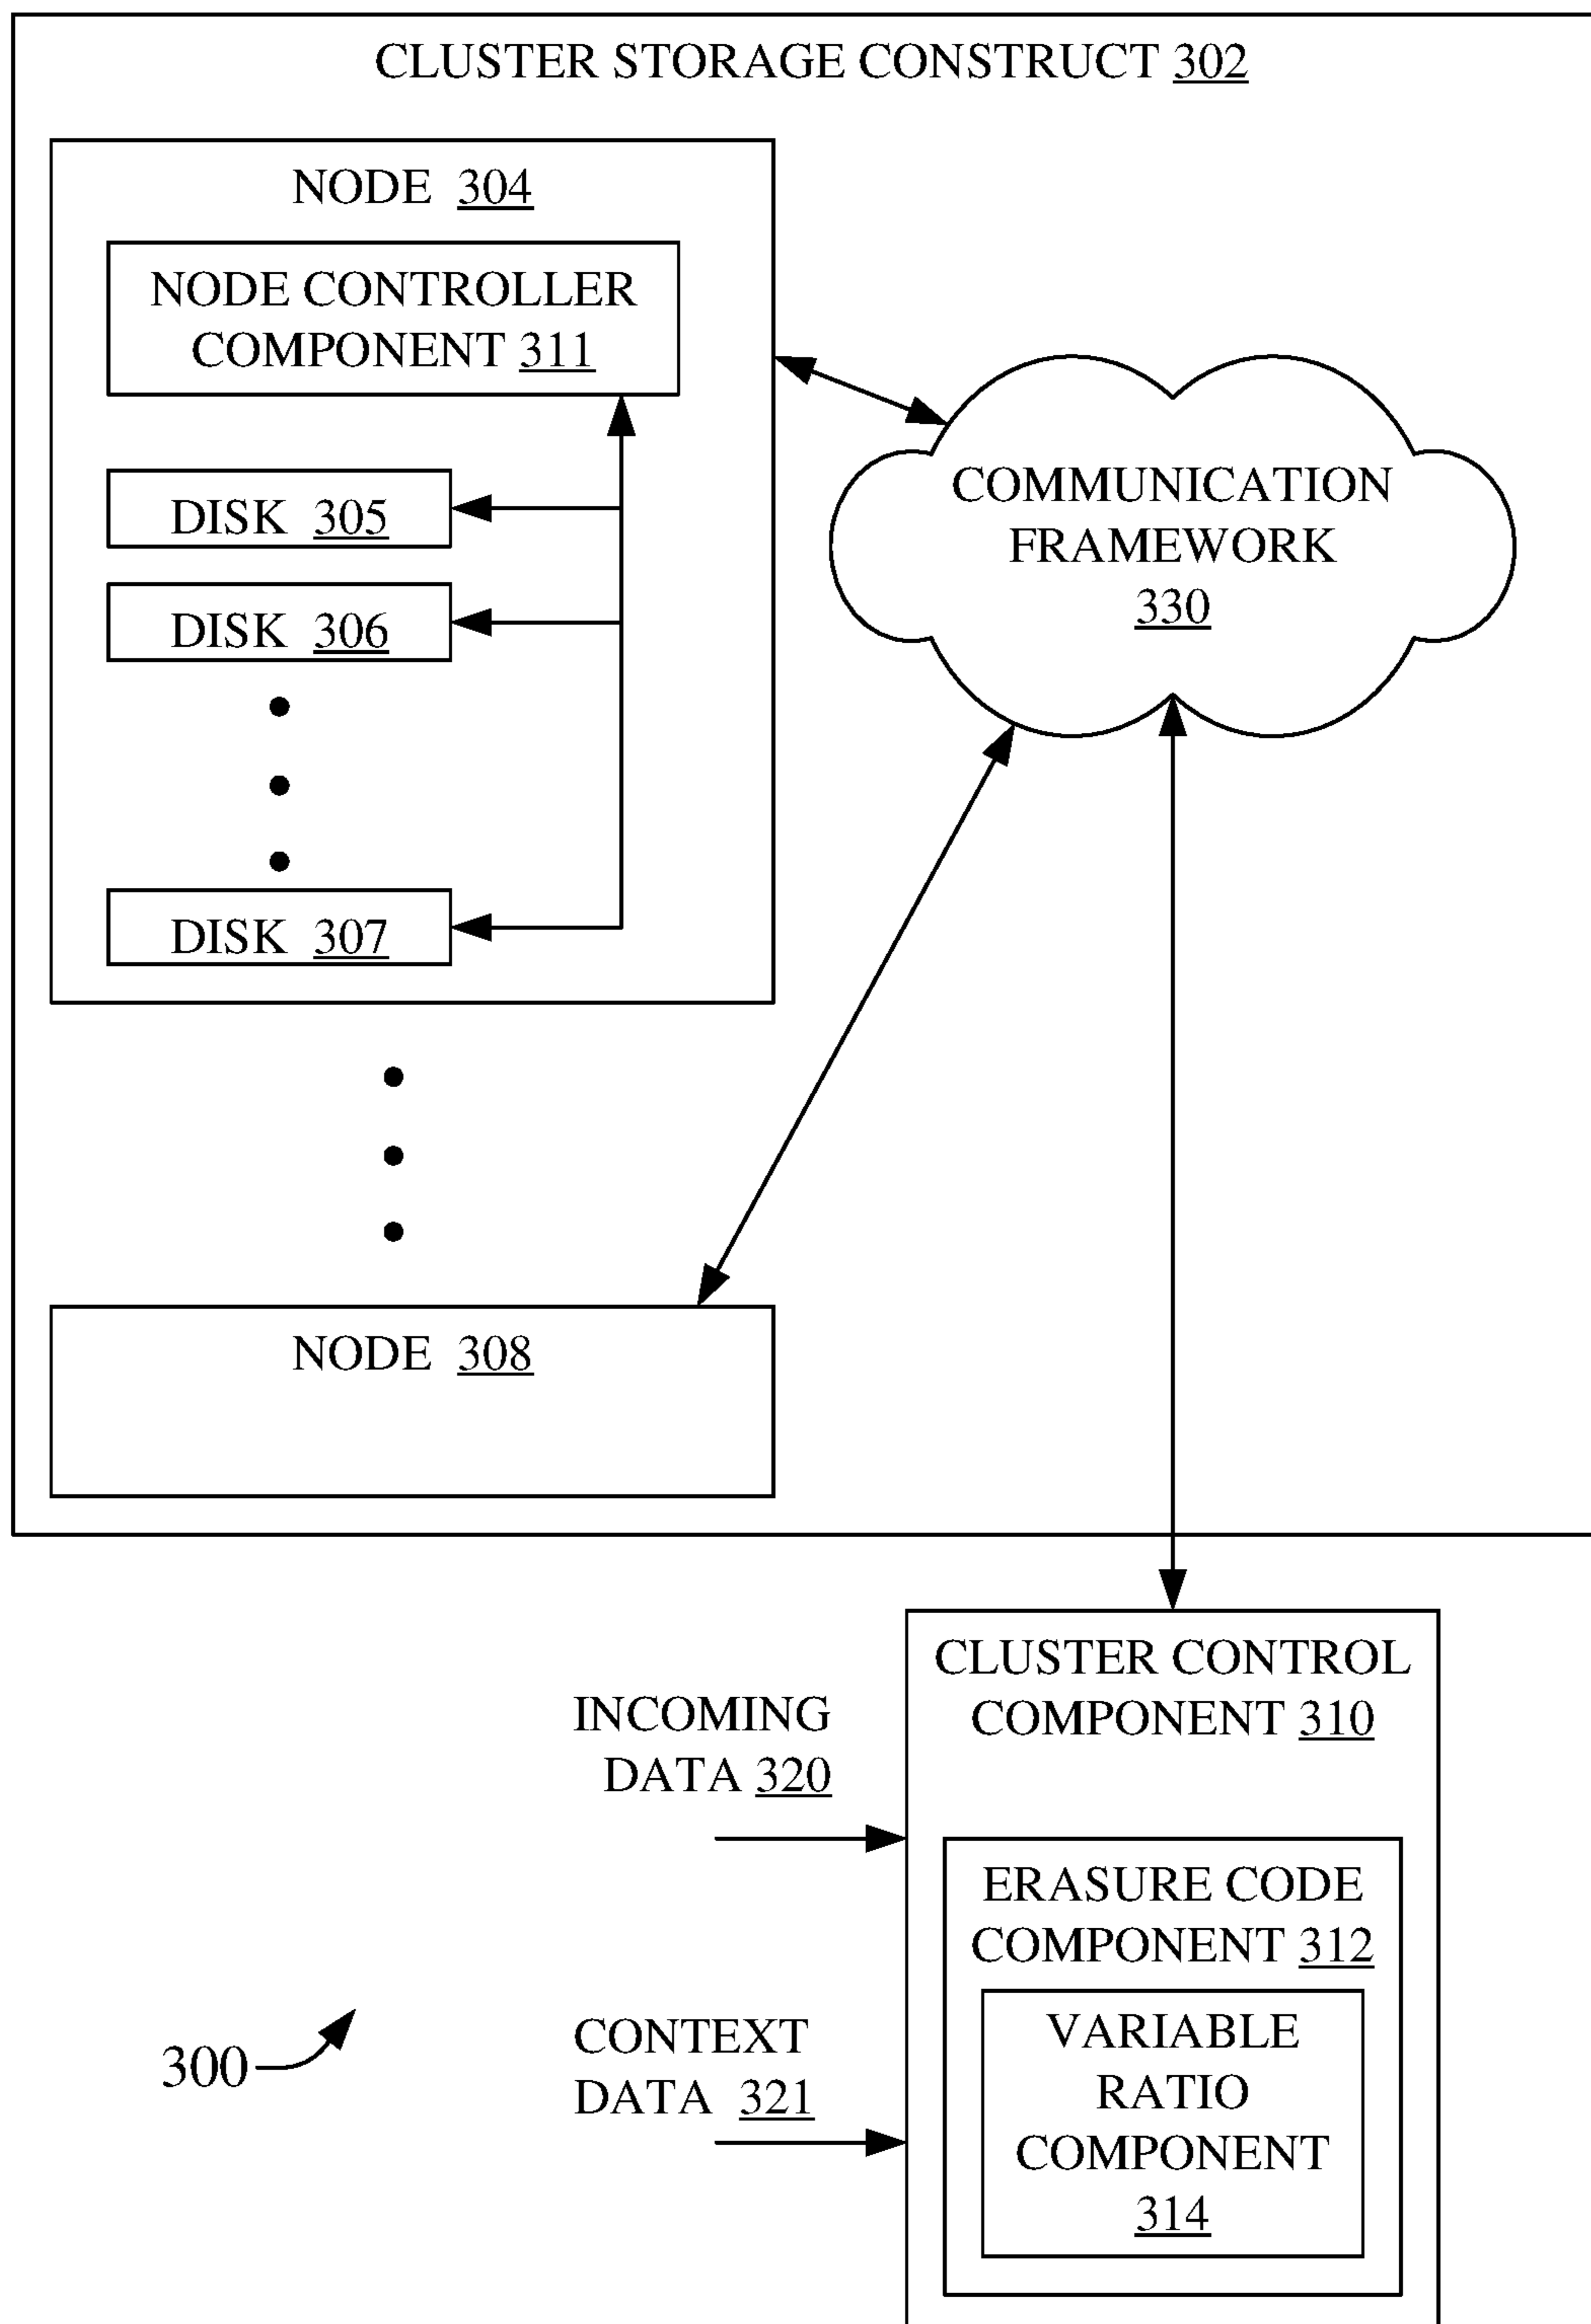 CLUSTER STORAGE CONSTRUCT 302
NODE 304
NODE CONTROLLER
COMPONENT 311
DISK 305
DISK 306
DISK 307
COMMUNICATION
FRAMEWORK
330
NODE 308
CLUSTER CONTROL
COMPONENT 310
INCOMING
DATA 320
ERASURE CODE
COMPONENT 312
CONTEXT
DATA 321
VARIABLE
RATIO
COMPONENT
314
300